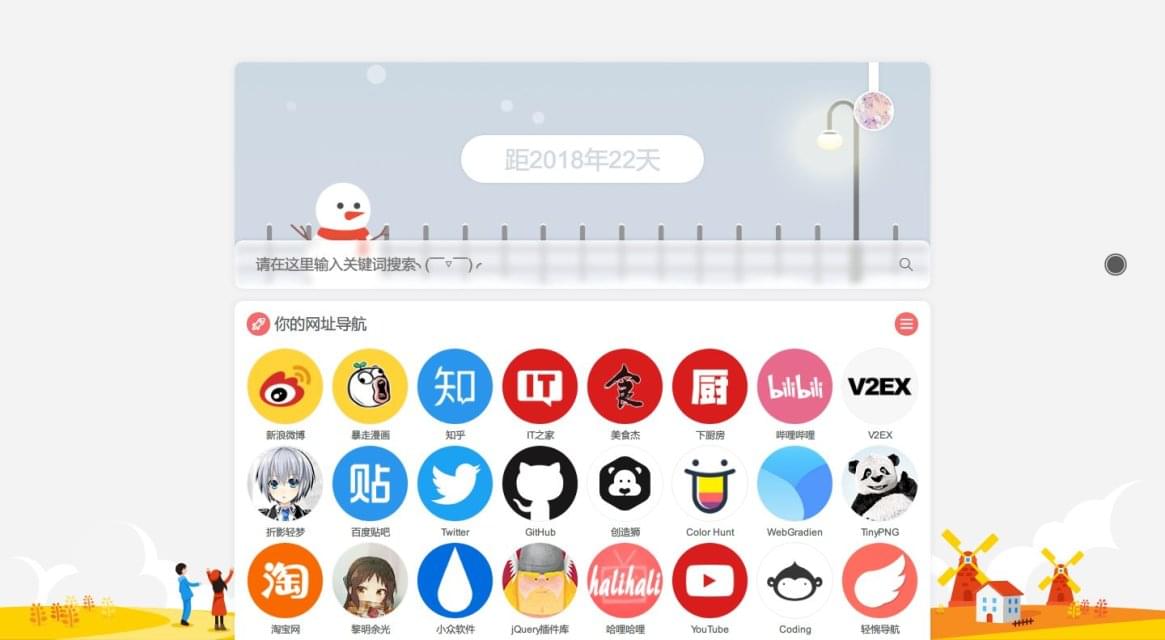 距2018年22天
请在这里输入关键词搜索
你的网址导航
知
IT
食
厨
bilibili
V2EX
新浪微博
暴走漫画
知乎
IT之家
美食杰
下厨房
哔哩哔哩
V2EX
贴
折影轻梦
百度贴吧
Twitter
GitHub
创造狮
Color Hunt
WebGradien
TinyPNG
淘
halihali
淘宝网
黎明余光
小众软件
jQuery插件库
哈哩哈哩
YouTube
Coding
轻惋导航